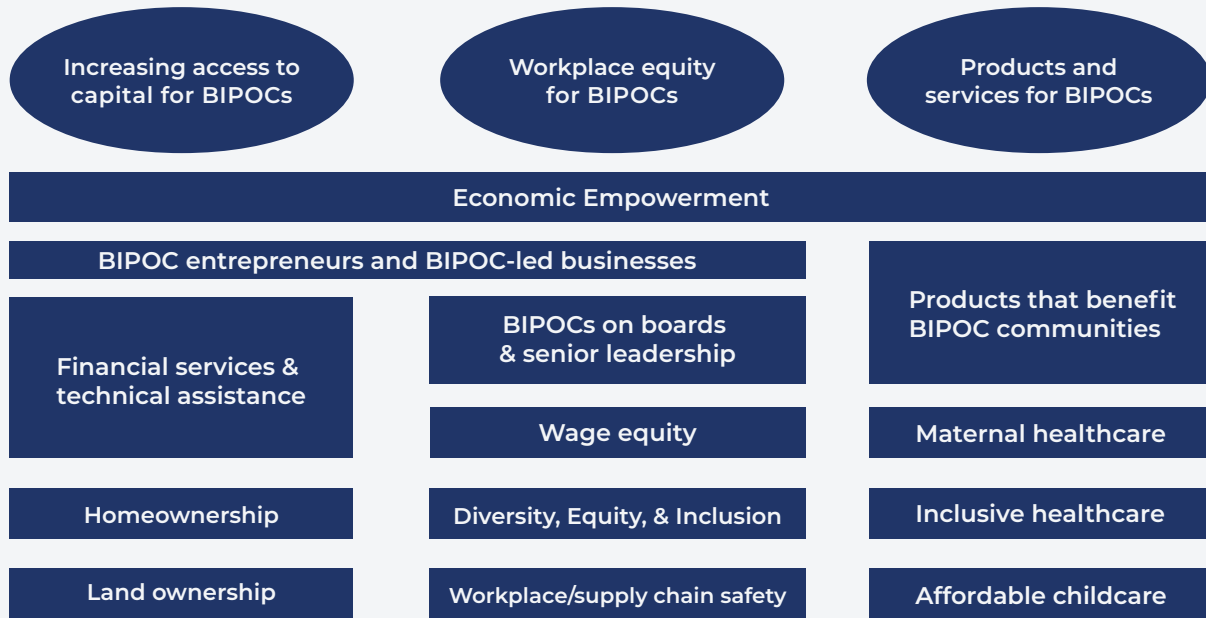 Increasing access to
capital for BIPOCs
Workplace equity
for BIPOCs
Products and
services for BIPOCs
Economic Empowerment
BIPOC entrepreneurs and BIPOC-led businesses
Financial services &
technical assistance
BIPOCs on boards
& senior leadership
Products that benefit
BIPOC communities
Wage equity
Maternal healthcare
Homeownership
Diversity, Equity, & Inclusion
Inclusive healthcare
Land ownership
Workplace/supply chain safety
Affordable childcare